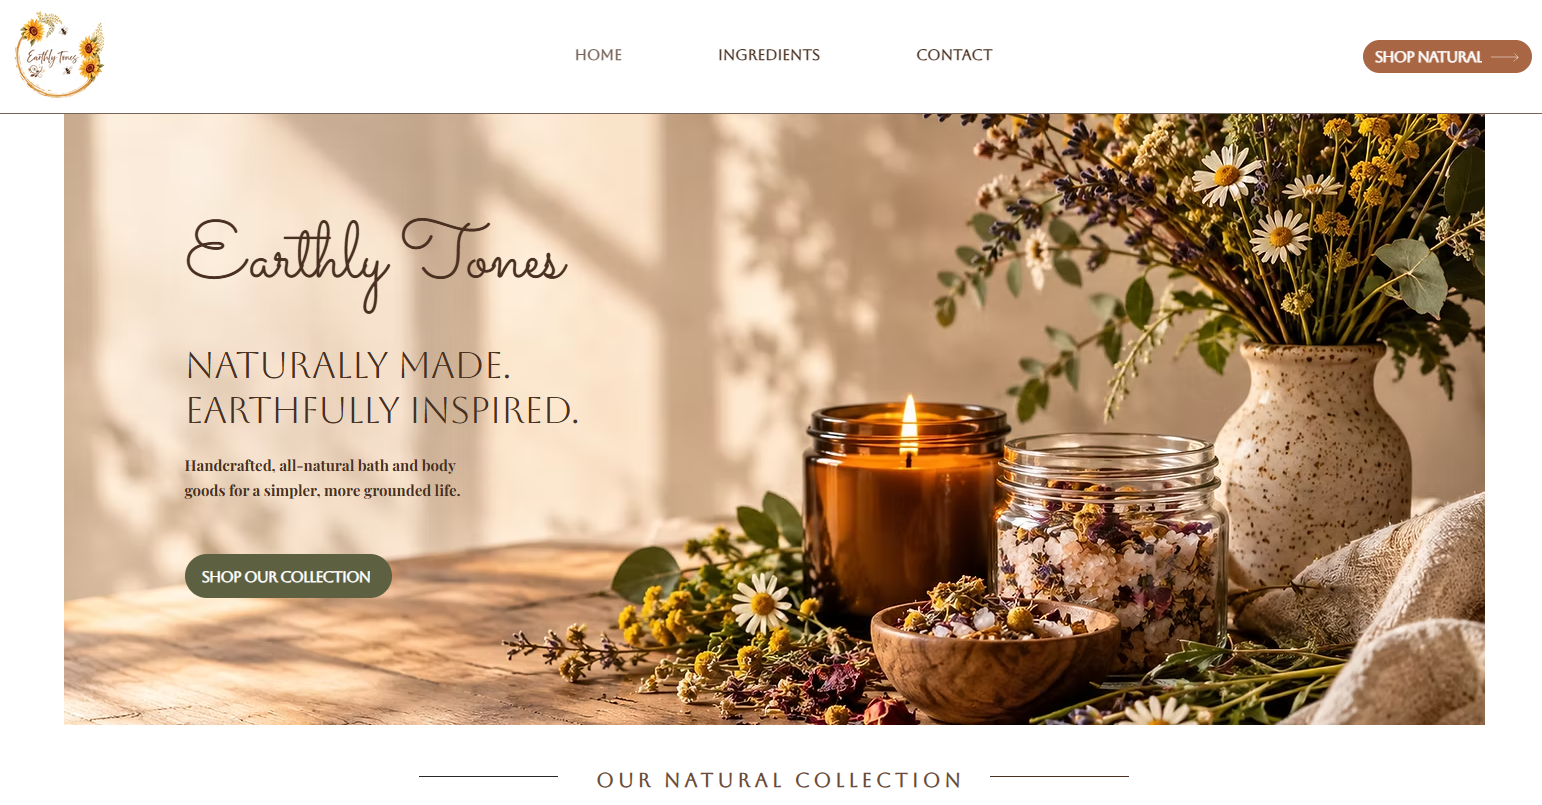 Earthly Tones
HOME
INGREDIENTS
CONTACT
SHOP NATURAL
Earthly Tones
NATURALLY MADE.
EARTHFULLY INSPIRED.
Handcrafted, all-natural bath and body
goods for a simpler, more grounded life.
SHOP OUR COLLECTION
OUR NATURAL COLLECTION